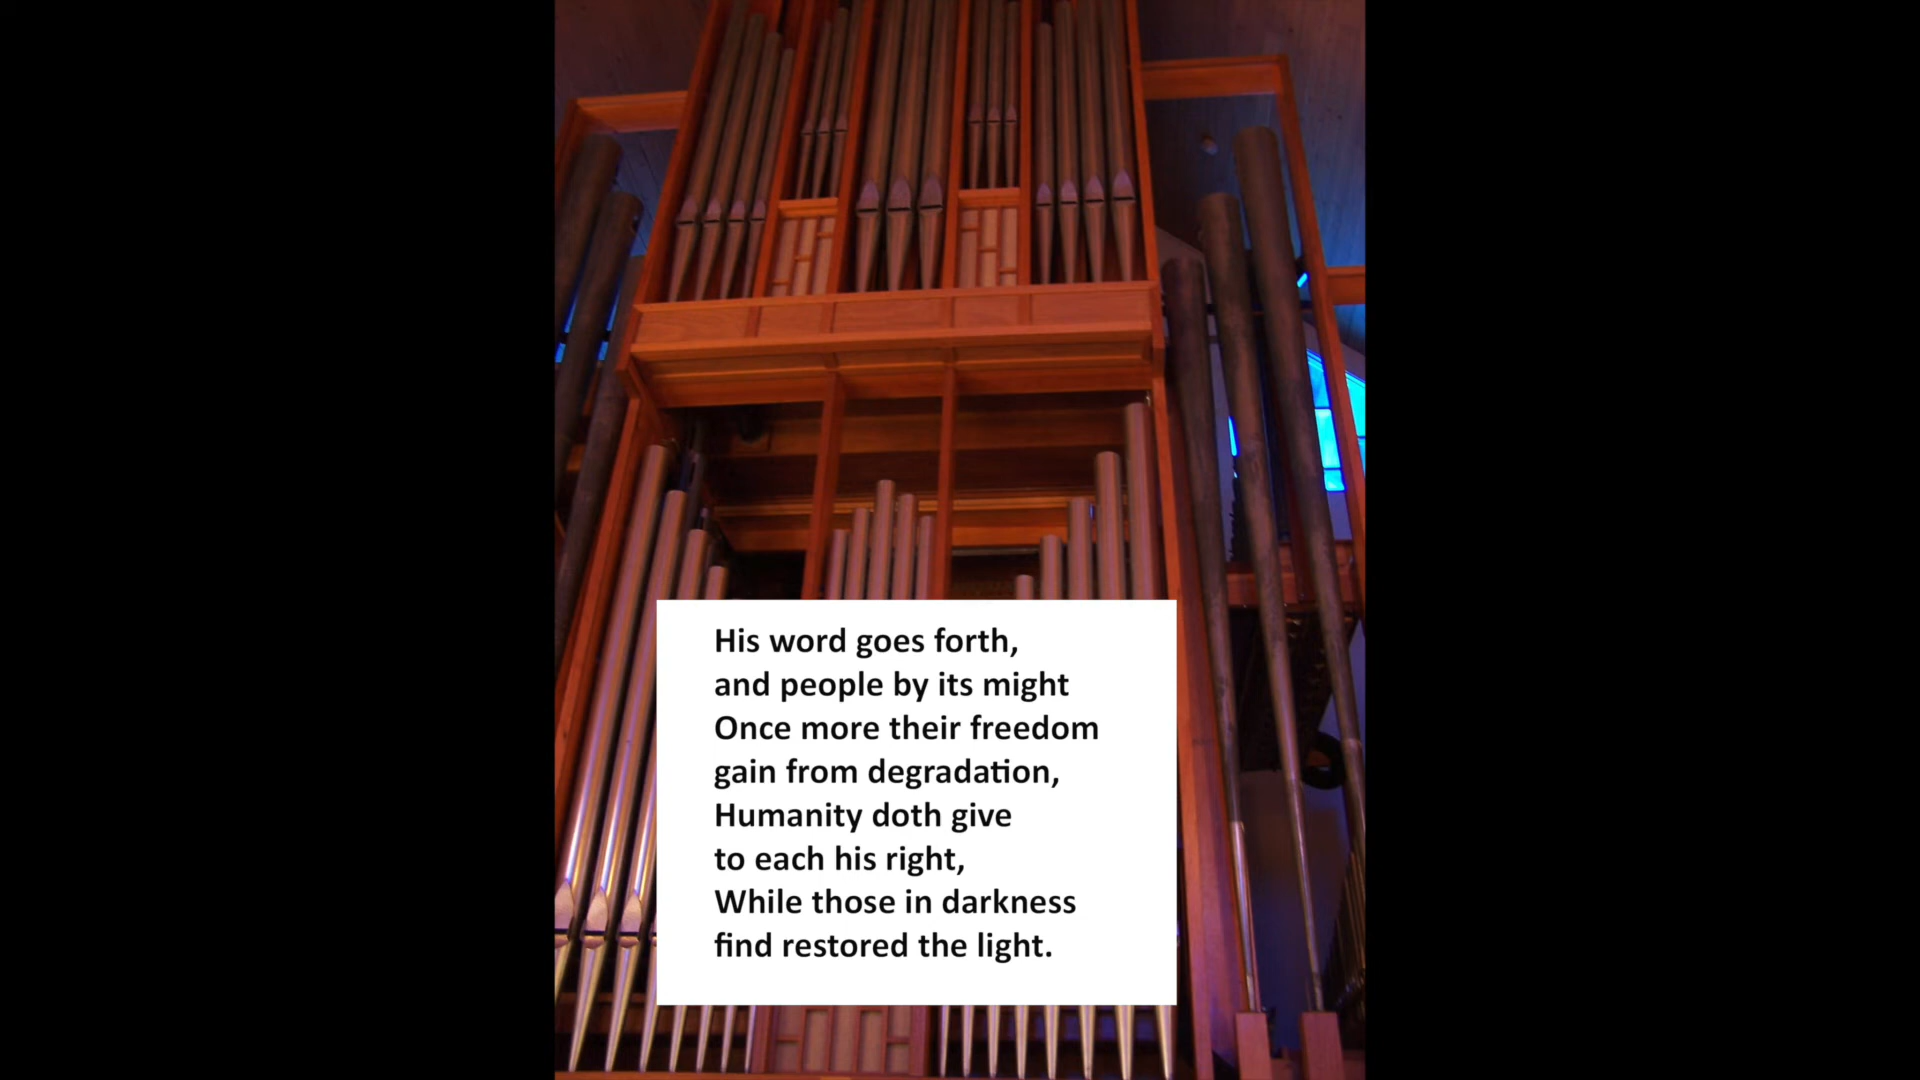 His word goes forth,
and people by its might
Once more their freedom
gain from degradation,
Humanity doth give
to each his right,
While those in darkness
find restored the light.